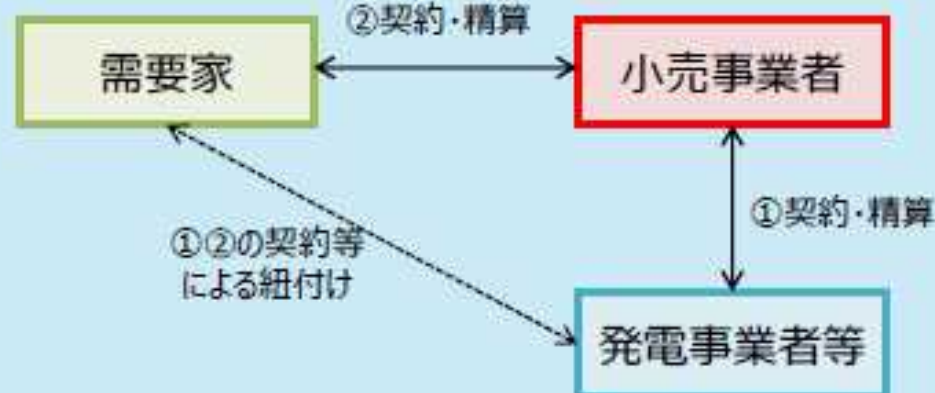 ②契約・精算
需要家
小売事業者
①契約・精算
①②の契約等
による紐付け
発電事業者等